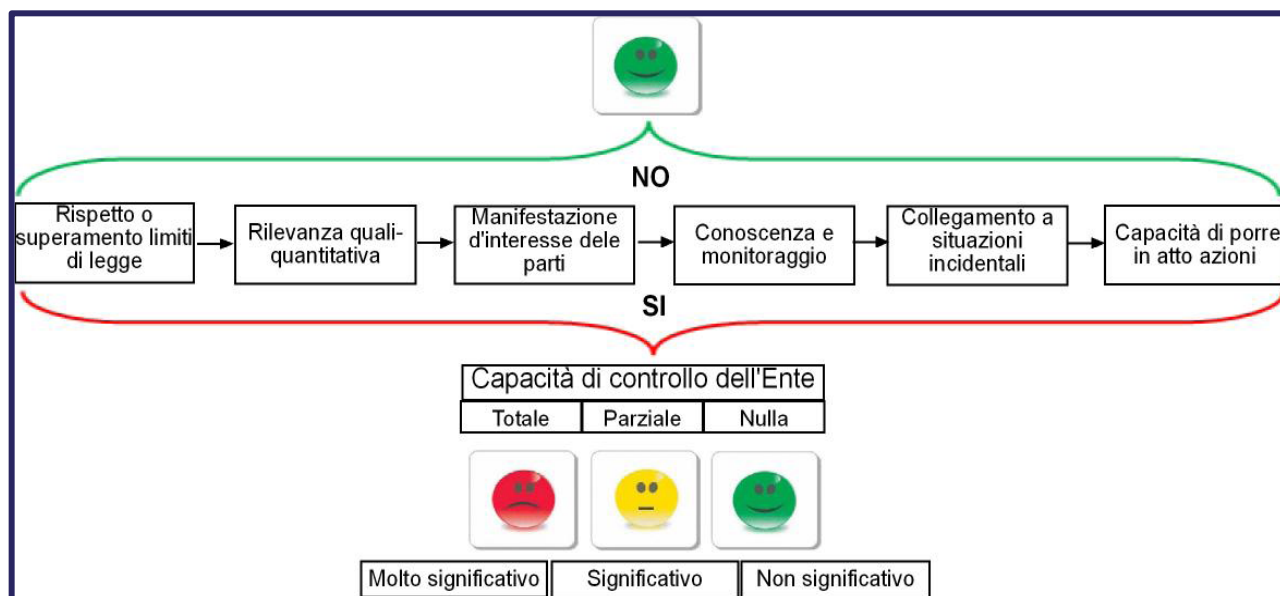 NO
Rispetto o
superamento limiti
di legge
Rilevanza quali-
quantitativa
Manifestazione
d'interesse dele
parti
Conoscenza e
monitoraggio
Collegamento a
situazioni
incidentali
Capacità di porre
in atto azioni
SI
Capacità di controllo dell'Ente
Totale
Parziale
Nulla
Molto significativo
Significativo
Non significativo